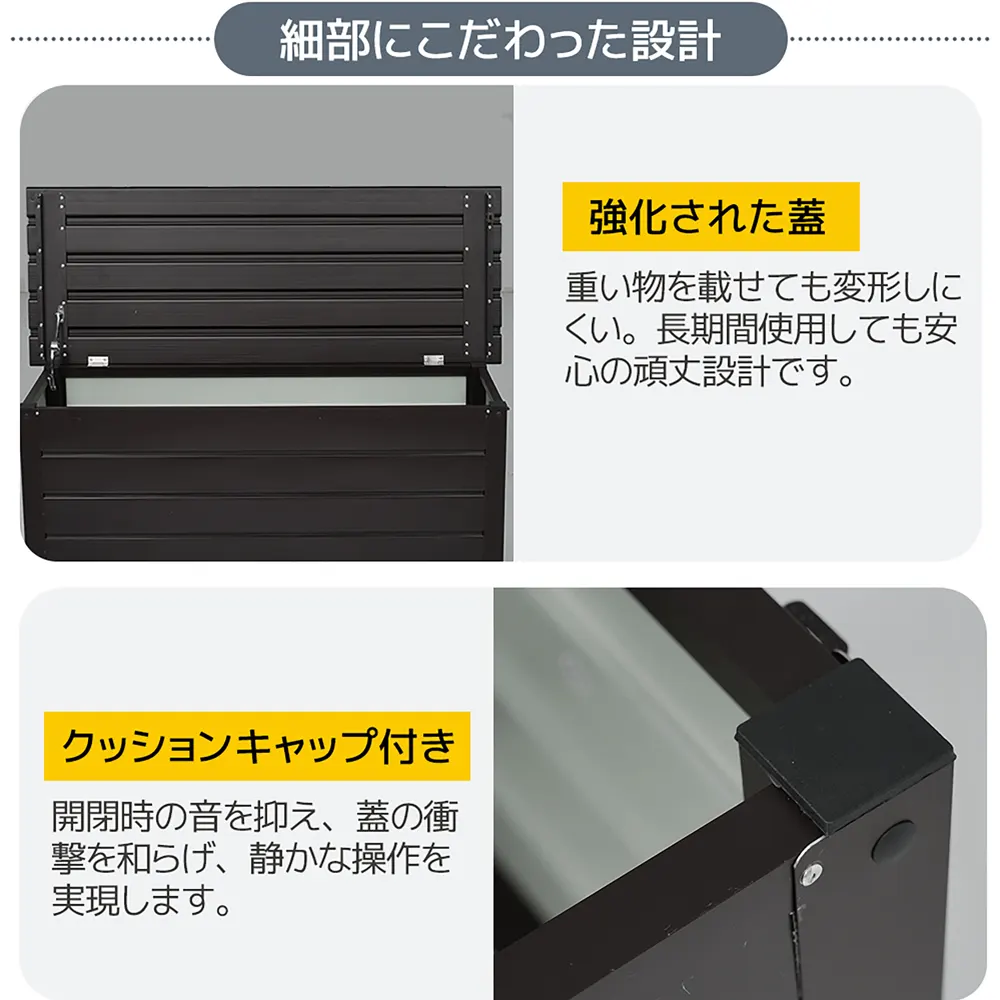 細部にこだわった設計
強化された蓋
重い物を載せても変形しに
くい。長期間使用しても安
心の頑丈設計です。
クッションキャップ付き
開閉時の音を抑え、蓋の衝
撃を和らげ、静かな操作を
実現します。